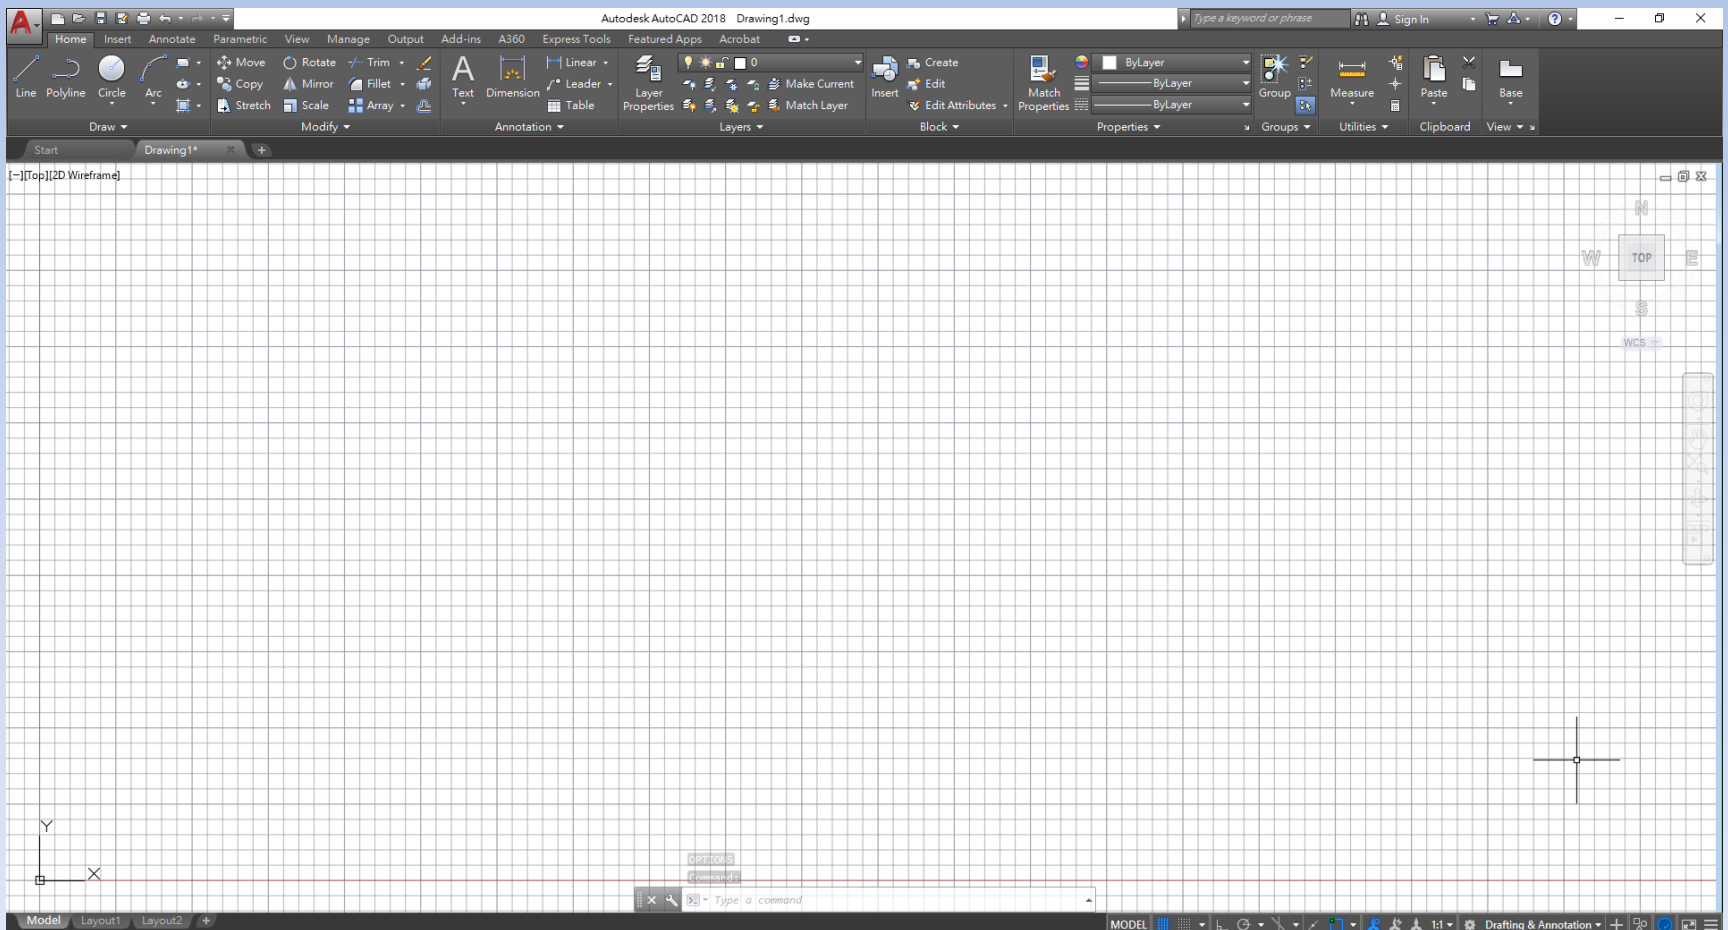 Autodesk AutoCAD 2018 Drawing1.dwg
Type a keyword or phrase
Sign In
Home Insert Annotate Parametric View Manage Output Add-ins A360 Express Tools Featured Apps Acrobat
Move Rotate Trim Linear 0 Create ByLayer
Copy Mirror Fillet Leader Make Current Edit ByLayer
Line Polyline Circle Arc Text Dimension Layer Properties Insert Match Properties Group Measure Paste Base
Stretch Scale Array Table Match Layer Edit Attributes ByLayer
Draw Modify Annotation Layers Block Properties Groups Utilities Clipboard View
Start Drawing1*
[−][Top][2D Wireframe]
N
W TOP E
S
WCS
Y
X
OPTIONS
Command:
Type a command
Model Layout1 Layout2 +
MODEL 1:1 Drafting & Annotation